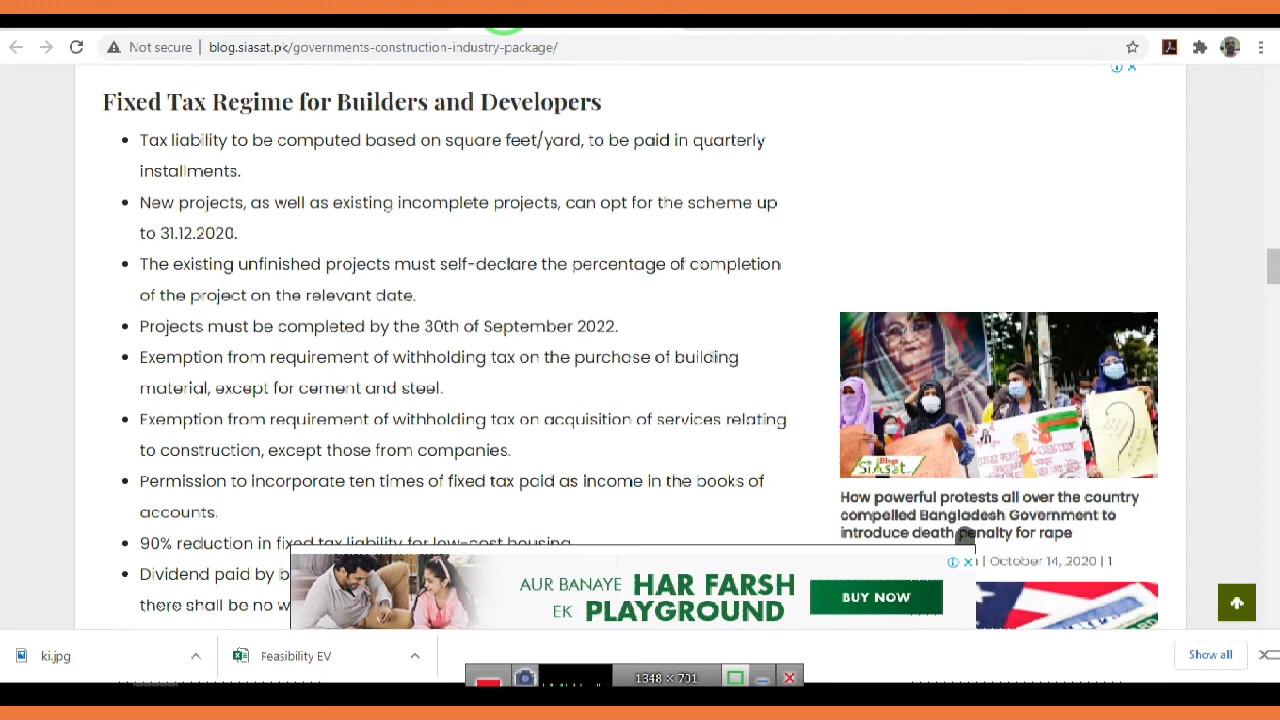 Not secure
blog.siasat.pk/governments-construction-industry-package/
Fixed Tax Regime for Builders and Developers
Tax liability to be computed based on square feet/yard, to be paid in quarterly
installments.
New projects, as well as existing incomplete projects, can opt for the scheme up
to 31.12.2020.
The existing unfinished projects must self-declare the percentage of completion
of the project on the relevant date.
Projects must be completed by the 30th of September 2022.
Exemption from requirement of withholding tax on the purchase of building
material, except for cement and steel.
Exemption from requirement of withholding tax on acquisition of services relating
to construction, except those from companies.
Permission to incorporate ten times of fixed tax paid as income in the books of
accounts.
90% reduction in fixed tax liability for low-cost housing
Dividend paid by b
there shall be no w
Blogs
Siasat
How powerful protests all over the country
compelled Bangladesh Government to
introduce death penalty for rape
| October 14, 2020 | 1
AUR BANAYE HAR FARSH
EK PLAYGROUND
BUY NOW
ki.jpg
Feasibility EV
Show all
1348 × 701